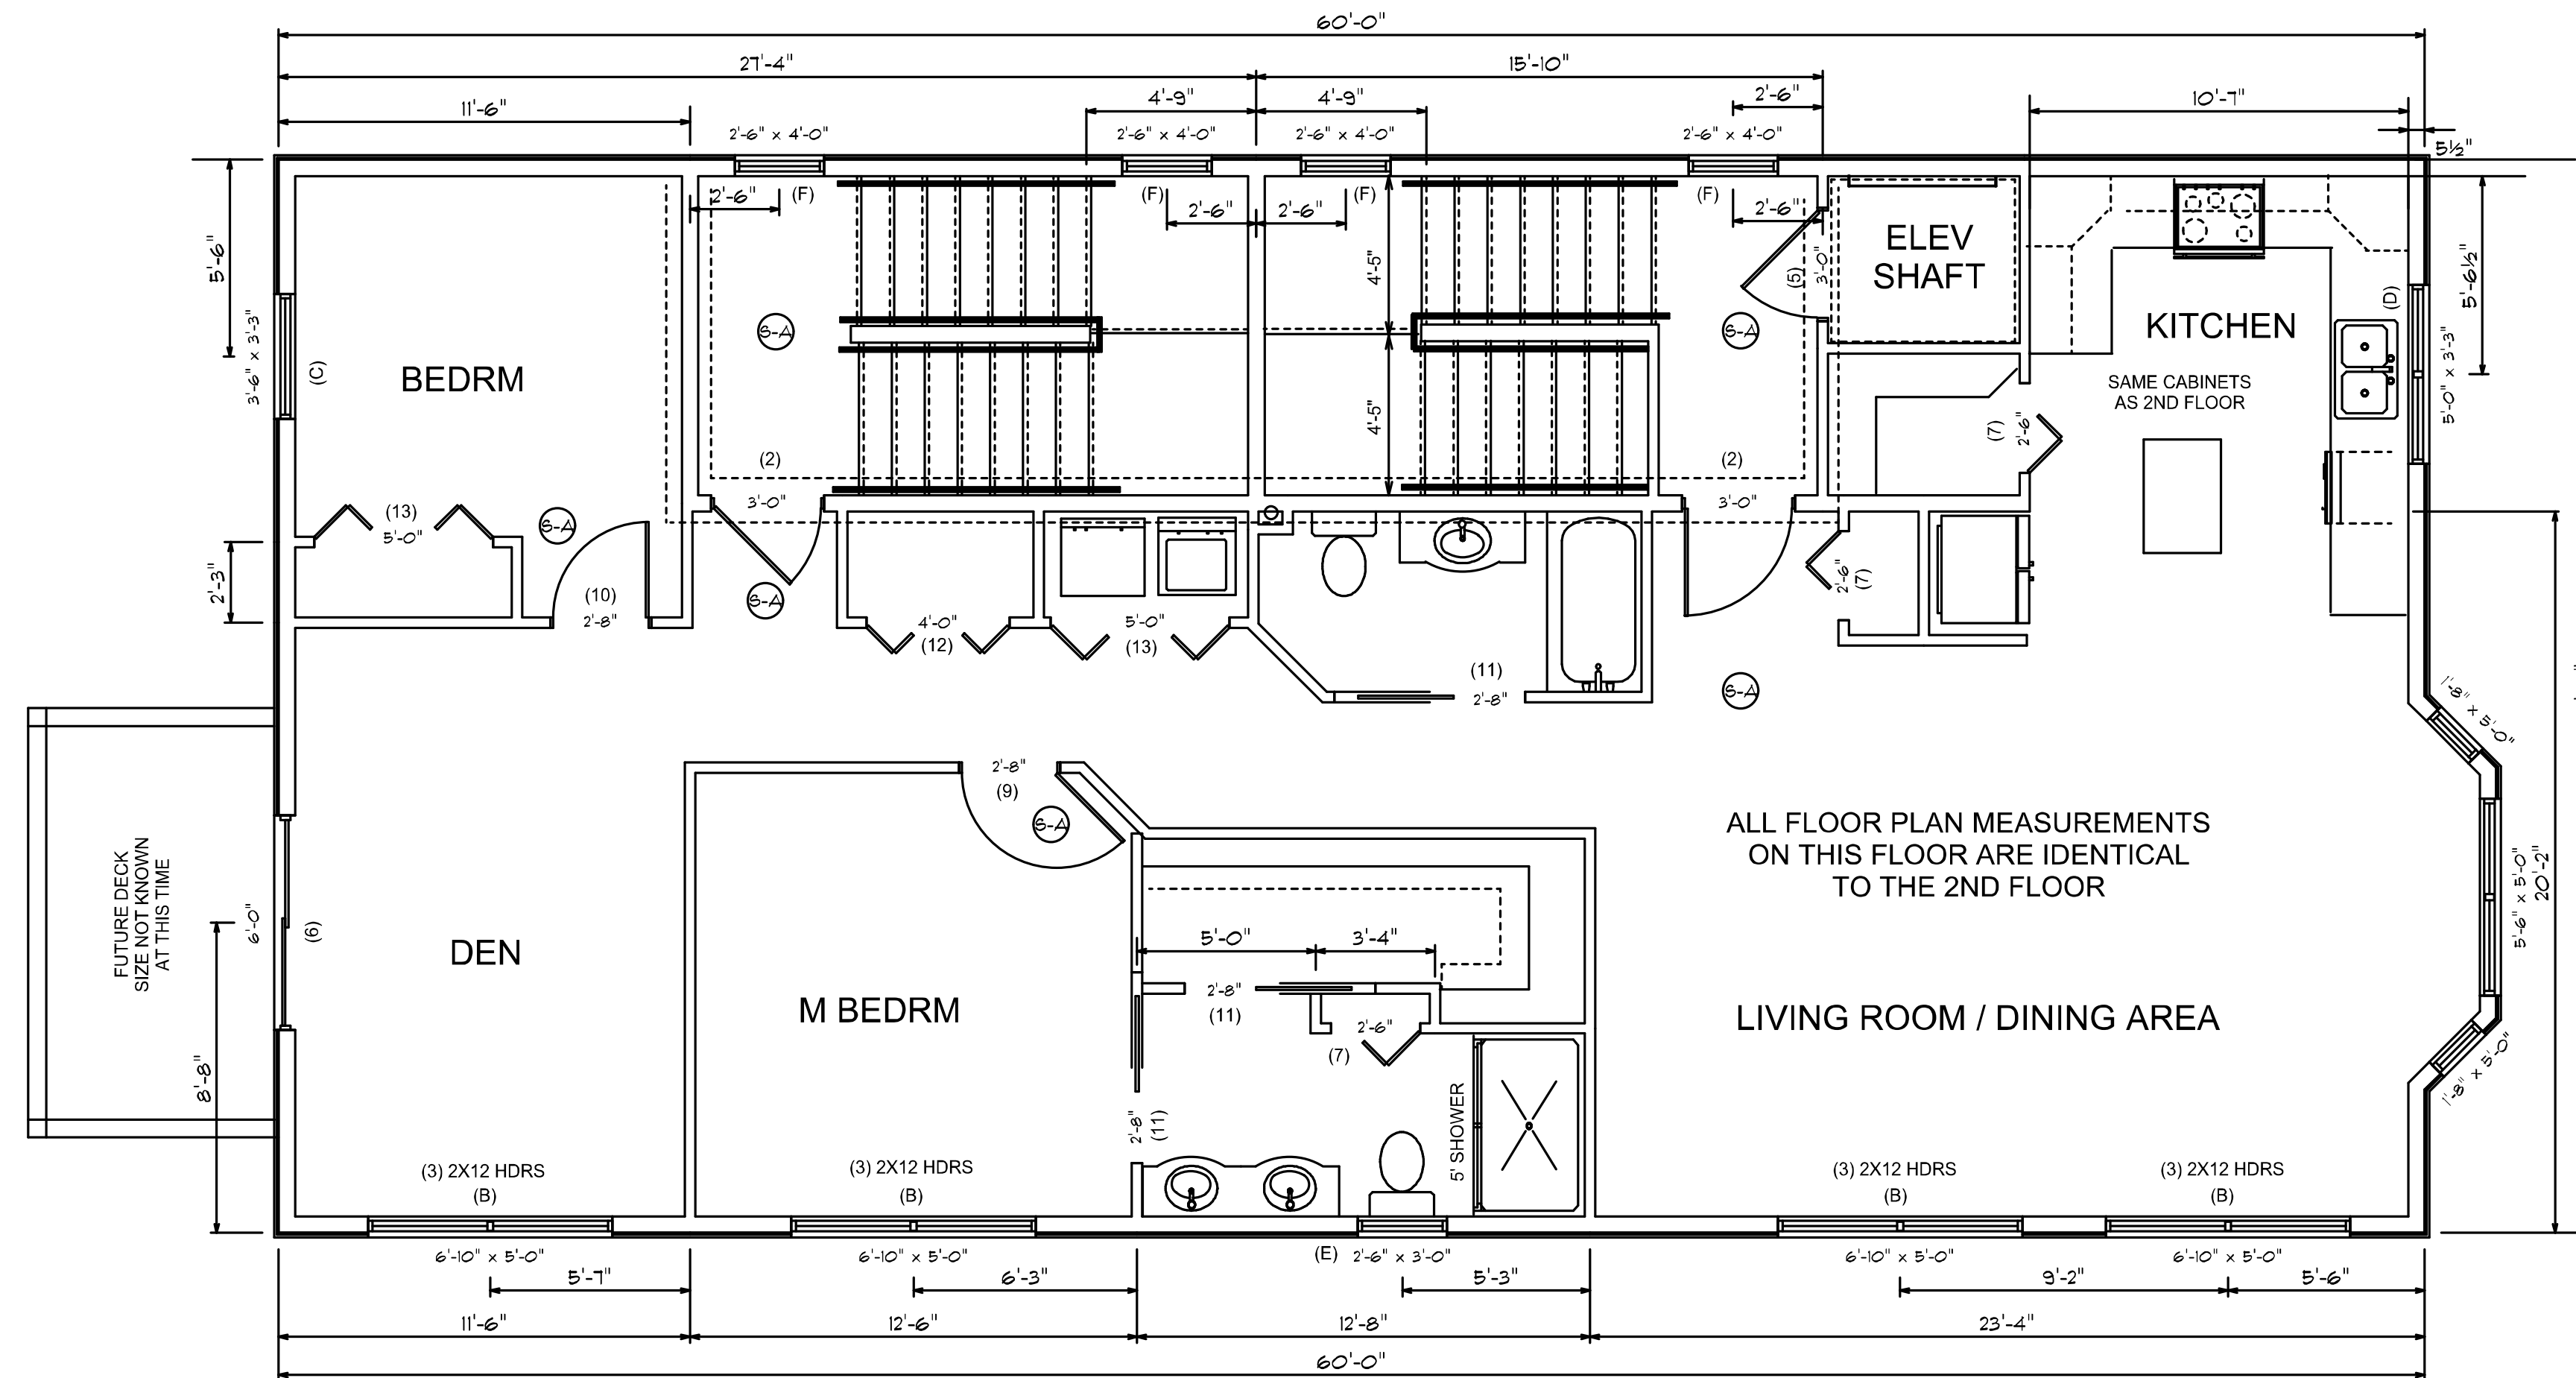 60'-0"
27'-4"
15'-10"
11'-6"
4'-9"
4'-9"
2'-6"
10'-7"
2'-6" x 4'-0"
2'-6" x 4'-0"
2'-6" x 4'-0"
2'-6" x 4'-0"
5½"
2'-6"
(F)
(F)
(F)
(F)
2'-6"
2'-6"
2'-6"
5'-6"
4'-5"
(5)
3'-0"
ELEV
SHAFT
5'-6½"
(D)
KITCHEN
S-A
S-A
3'-6" x 3'-3"
(C)
BEDRM
5'-0" x 3'-3"
SAME CABINETS
AS 2ND FLOOR
4'-5"
(7)
2'-6"
(2)
(2)
3'-0"
3'-0"
(13)
5'-0"
S-A
2'-3"
(10)
2'-8"
S-A
4'-0"
(12)
5'-0"
(13)
2'-6"
(7)
(11)
2'-8"
S-A
1'-8" x 5'-0"
2'-8"
(9)
S-A
ALL FLOOR PLAN MEASUREMENTS
ON THIS FLOOR ARE IDENTICAL
TO THE 2ND FLOOR
FUTURE DECK
SIZE NOT KNOWN
AT THIS TIME
6'-0"
(6)
DEN
5'-0"
3'-4"
5'-6" x 5'-0"
20'-2"
M BEDRM
2'-8"
(11)
2'-6"
(7)
LIVING ROOM / DINING AREA
8'-8"
2'-8"
(11)
5' SHOWER
1'-8" x 5'-0"
(3) 2X12 HDRS
(B)
(3) 2X12 HDRS
(B)
(3) 2X12 HDRS
(B)
(3) 2X12 HDRS
(B)
6'-10" x 5'-0"
6'-10" x 5'-0"
(E) 2'-6" x 3'-0"
6'-10" x 5'-0"
6'-10" x 5'-0"
5'-7"
6'-3"
5'-3"
9'-2"
5'-6"
11'-6"
12'-6"
12'-8"
23'-4"
60'-0"